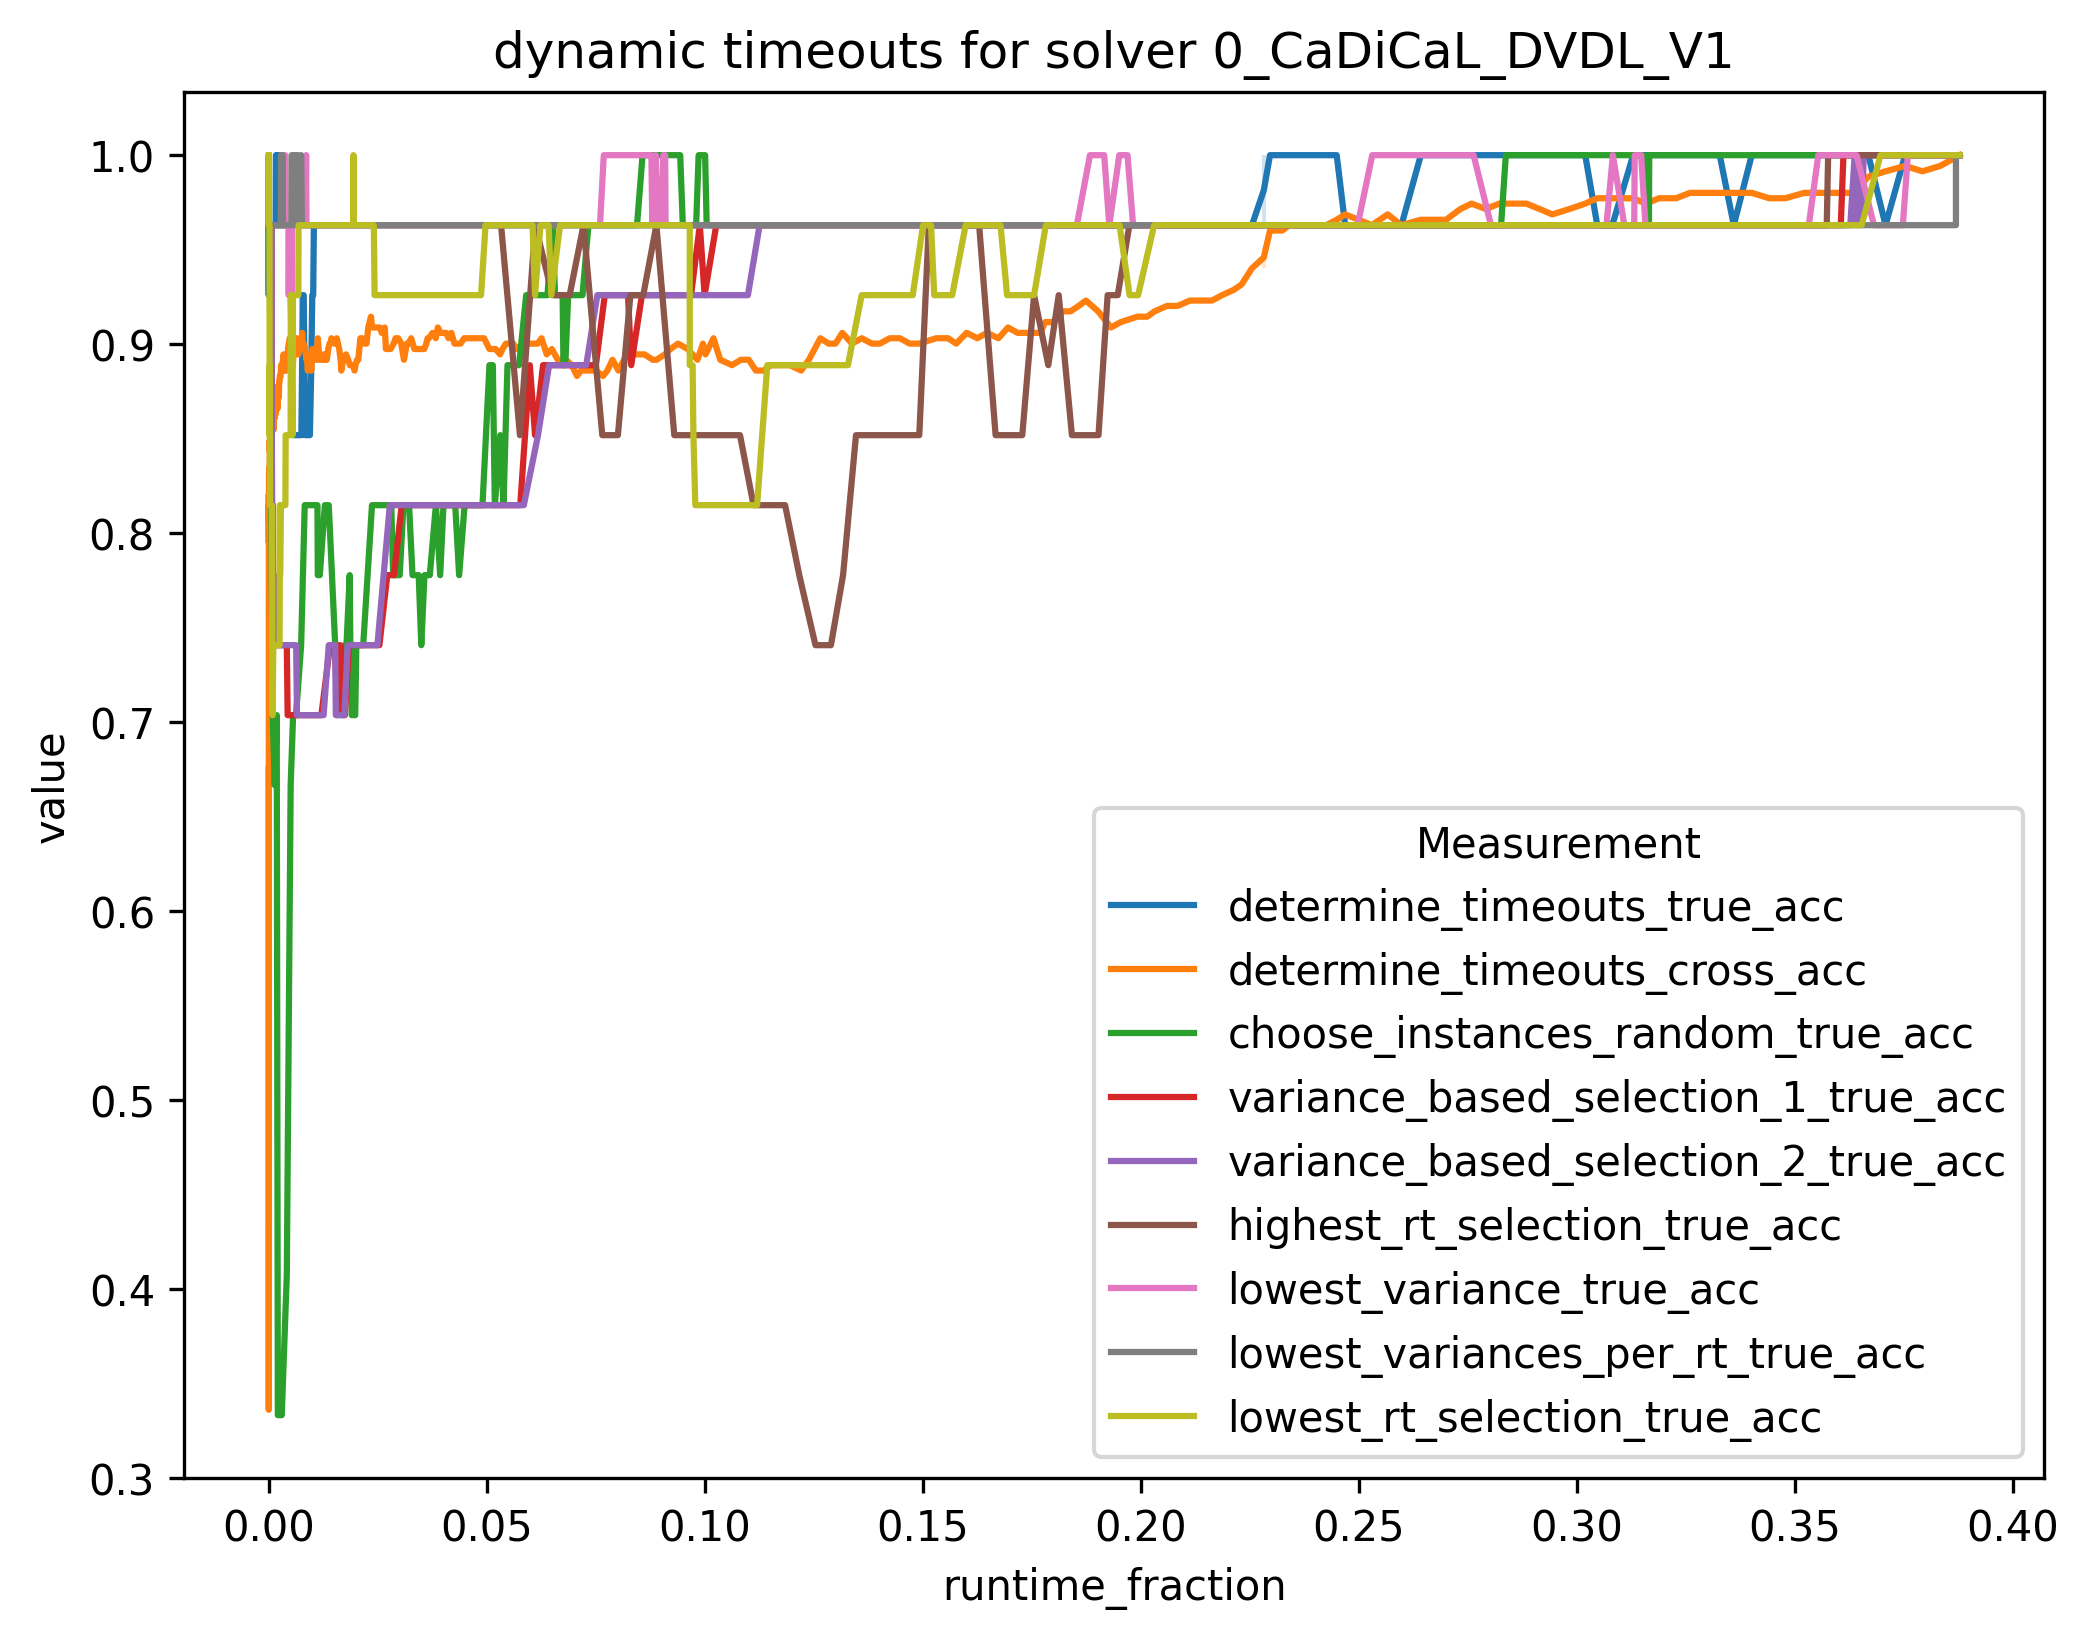 dynamic timeouts for solver 0_CaDiCaL_DVDL_V1
1.0
0.9
0.8
0.7
0.6
0.5
0.4
0.3
value
Measurement
determine_timeouts_true_acc
determine_timeouts_cross_acc
choose_instances_random_true_acc
variance_based_selection_1_true_acc
variance_based_selection_2_true_acc
highest_rt_selection_true_acc
lowest_variance_true_acc
lowest_variances_per_rt_true_acc
lowest_rt_selection_true_acc
0.00 0.05 0.10 0.15 0.20 0.25 0.30 0.35 0.40
runtime_fraction